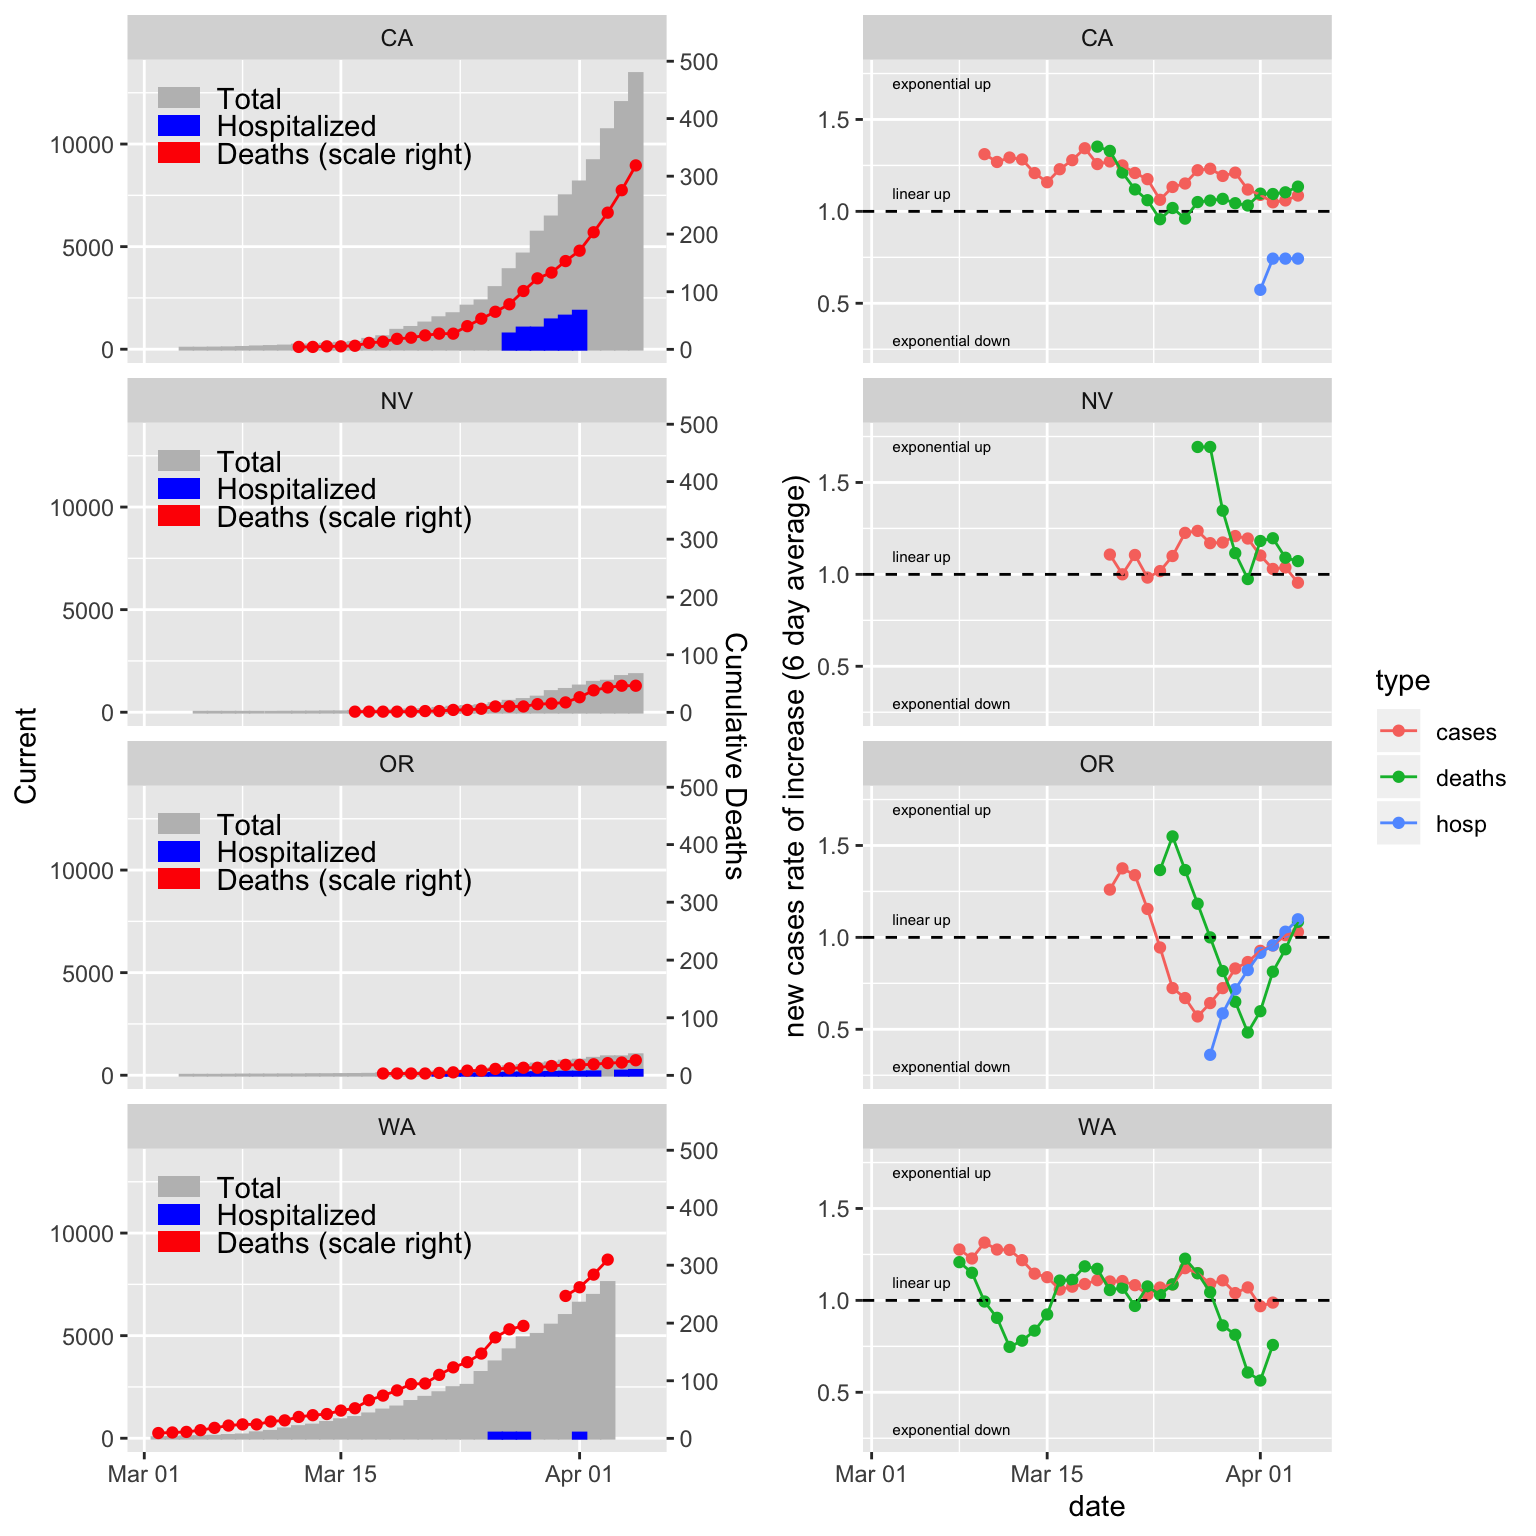 CA
Total
Hospitalized
Deaths (scale right)
10000
5000
0
500
400
300
200
100
0
NV
Total
Hospitalized
Deaths (scale right)
10000
5000
0
500
400
300
200
100
0
OR
Total
Hospitalized
Deaths (scale right)
10000
5000
0
500
400
300
200
100
0
WA
Total
Hospitalized
Deaths (scale right)
10000
5000
0
500
400
300
200
100
0
Mar 01 Mar 15 Apr 01
Current
Cumulative Deaths
CA
exponential up
linear up
exponential down
1.5
1.0
0.5
NV
exponential up
linear up
exponential down
1.5
1.0
0.5
OR
exponential up
linear up
exponential down
1.5
1.0
0.5
WA
exponential up
linear up
exponential down
1.5
1.0
0.5
Mar 01 Mar 15 Apr 01
date
new cases rate of increase (6 day average)
type
cases
deaths
hosp